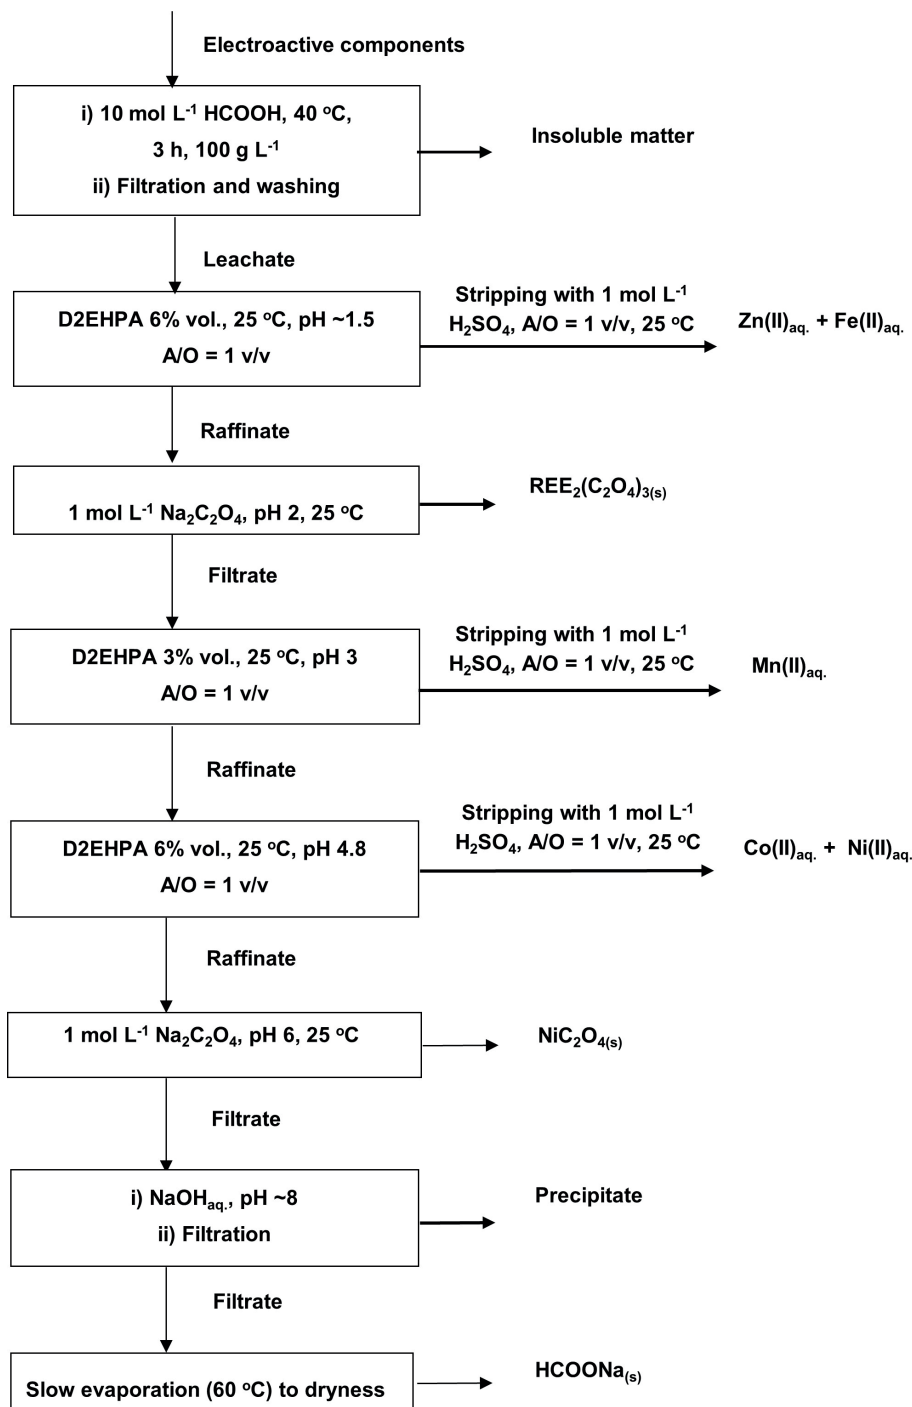 Electroactive components
i) 10 mol L⁻¹ HCOOH, 40 ºC,
3 h, 100 g L⁻¹
ii) Filtration and washing
Insoluble matter
Leachate
D2EHPA 6% vol., 25 ºC, pH ~1.5
A/O = 1 v/v
Stripping with 1 mol L⁻¹
H₂SO₄, A/O = 1 v/v, 25 ºC
Zn(II)aq. + Fe(II)aq.
Raffinate
1 mol L⁻¹ Na₂C₂O₄, pH 2, 25 ºC
REE₂(C₂O₄)₃(s)
Filtrate
D2EHPA 3% vol., 25 ºC, pH 3
A/O = 1 v/v
Stripping with 1 mol L⁻¹
H₂SO₄, A/O = 1 v/v, 25 ºC
Mn(II)aq.
Raffinate
D2EHPA 6% vol., 25 ºC, pH 4.8
A/O = 1 v/v
Stripping with 1 mol L⁻¹
H₂SO₄, A/O = 1 v/v, 25 ºC
Co(II)aq. + Ni(II)aq.
Raffinate
1 mol L⁻¹ Na₂C₂O₄, pH 6, 25 ºC
NiC₂O₄(s)
Filtrate
i) NaOHaq., pH ~8
ii) Filtration
Precipitate
Filtrate
Slow evaporation (60 ºC) to dryness
HCOONa(s)